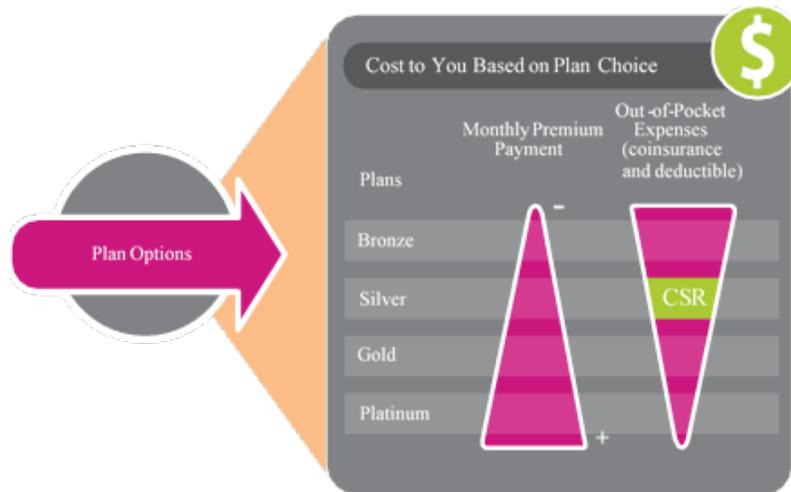 $
Cost to You Based on Plan Choice
Monthly Premium
Payment
Out-of-Pocket
Expenses
(coinsurance
and deductible)
Plans
-
Bronze
Plan Options
Silver
CSR
Gold
Platinum
+